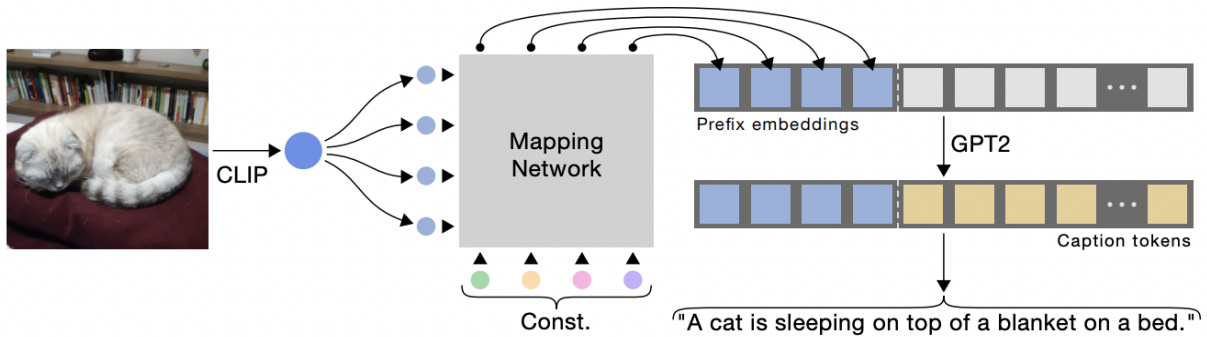 CLIP
Mapping
Network
Const.
Prefix embeddings
GPT2
Caption tokens
"A cat is sleeping on top of a blanket on a bed."